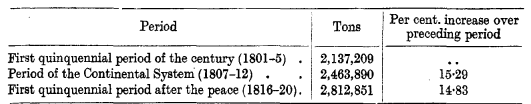 Period Tons Per cent. increase over preceding period
First quinquennial period of the century (1801–5) . 2,137,209 ..
Period of the Continental System (1807–12) . . 2,463,890 15·29
First quinquennial period after the peace (1816–20). 2,812,851 14·83